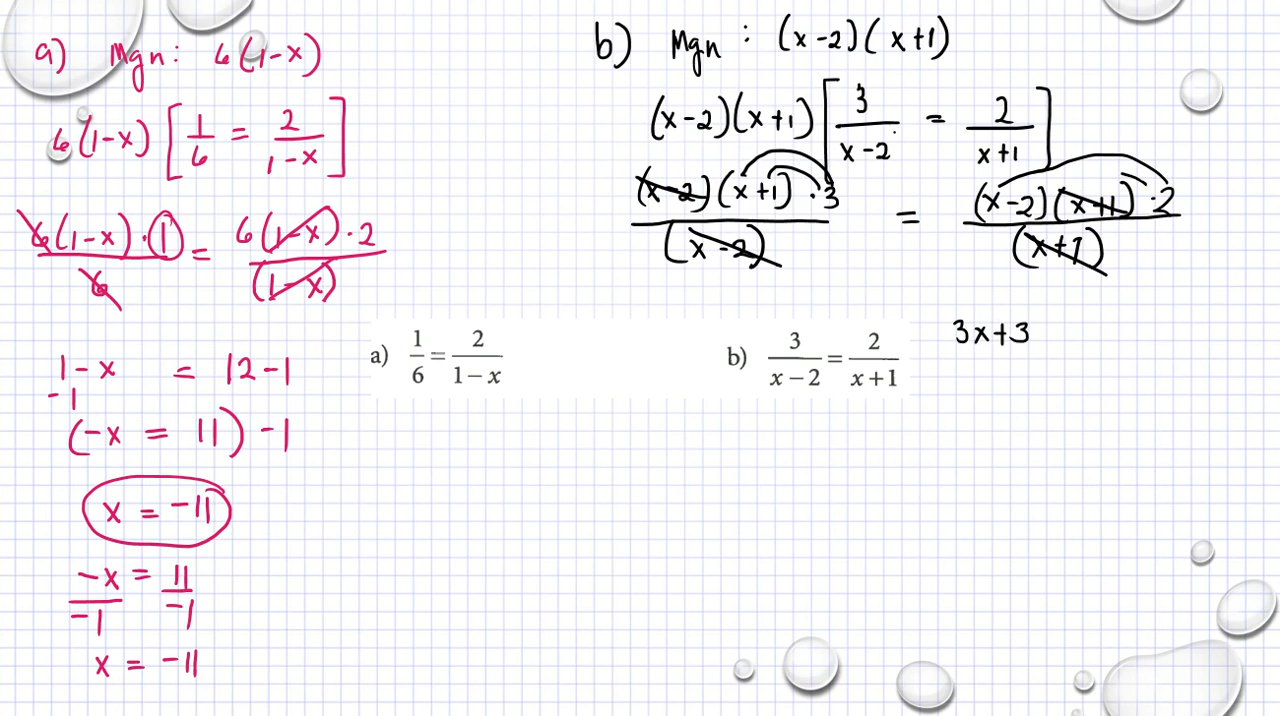 a) Mgn: 6(1-x)
6(1-x) [1/6 = 2/(1-x)]
6(1-x)·1/6 = 6(1-x)·2/(1-x)
1-x = 12-1
-1
(-x = 11) -1
x = -11
-x/-1 = 11/-1
x = -11
b) Mgn: (x-2)(x+1)
(x-2)(x+1) [3/(x-2) = 2/(x+1)]
(x-2)(x+1)·3/(x-2) = (x-2)(x+1)·2/(x+1)
3x+3
a) 1/6 = 2/(1-x)
b) 3/(x-2) = 2/(x+1)